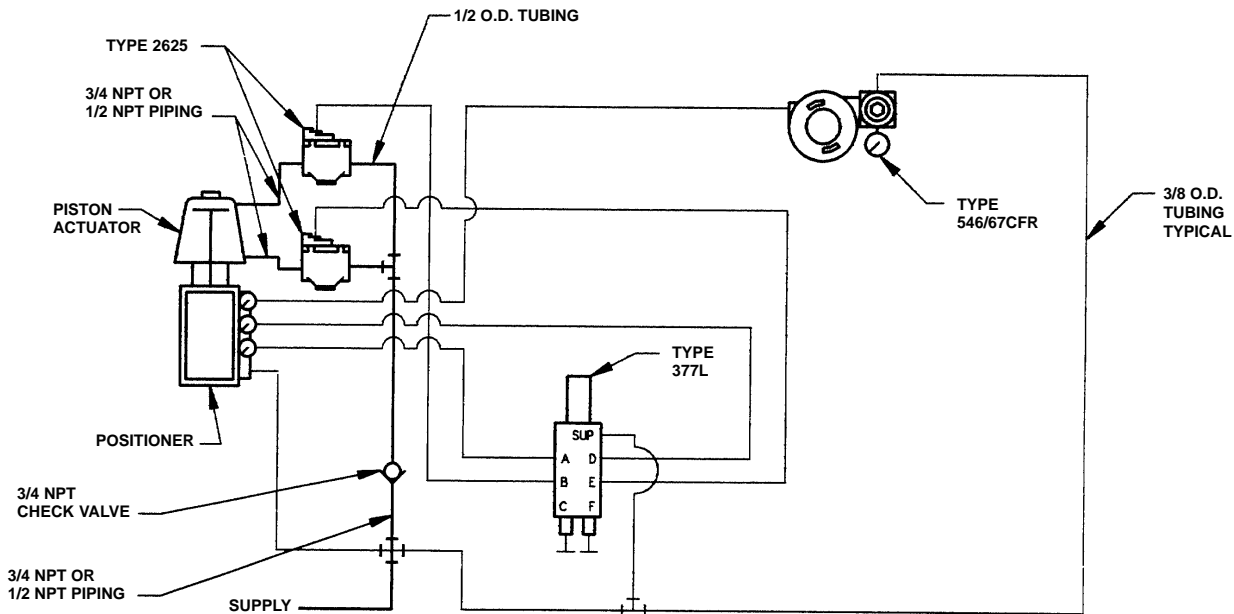 1/2 O.D. TUBING
TYPE 2625
3/4 NPT OR
1/2 NPT PIPING
PISTON
ACTUATOR
TYPE
546/67CFR
3/8 O.D.
TUBING
TYPICAL
TYPE
377L
SUP
A D
B E
C F
POSITIONER
3/4 NPT
CHECK VALVE
3/4 NPT OR
1/2 NPT PIPING
SUPPLY